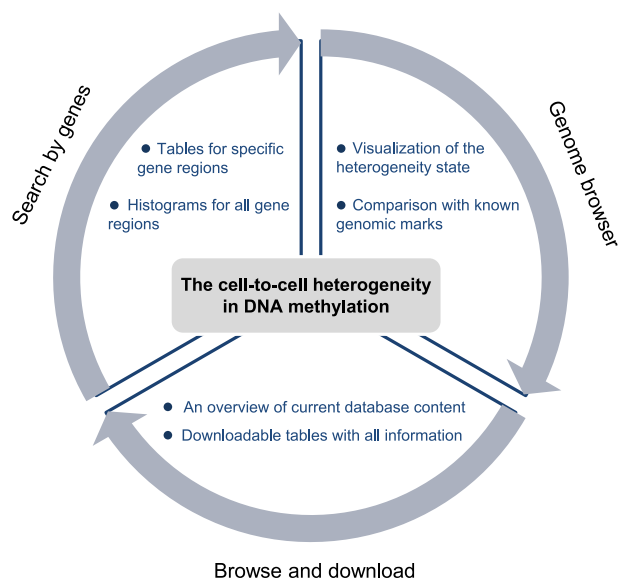 Search by genes
● Tables for specific
gene regions
● Histograms for all gene
regions
Genome browser
● Visualization of the
heterogeneity state
● Comparison with known
genomic marks
The cell-to-cell heterogeneity
in DNA methylation
● An overview of current database content
● Downloadable tables with all information
Browse and download